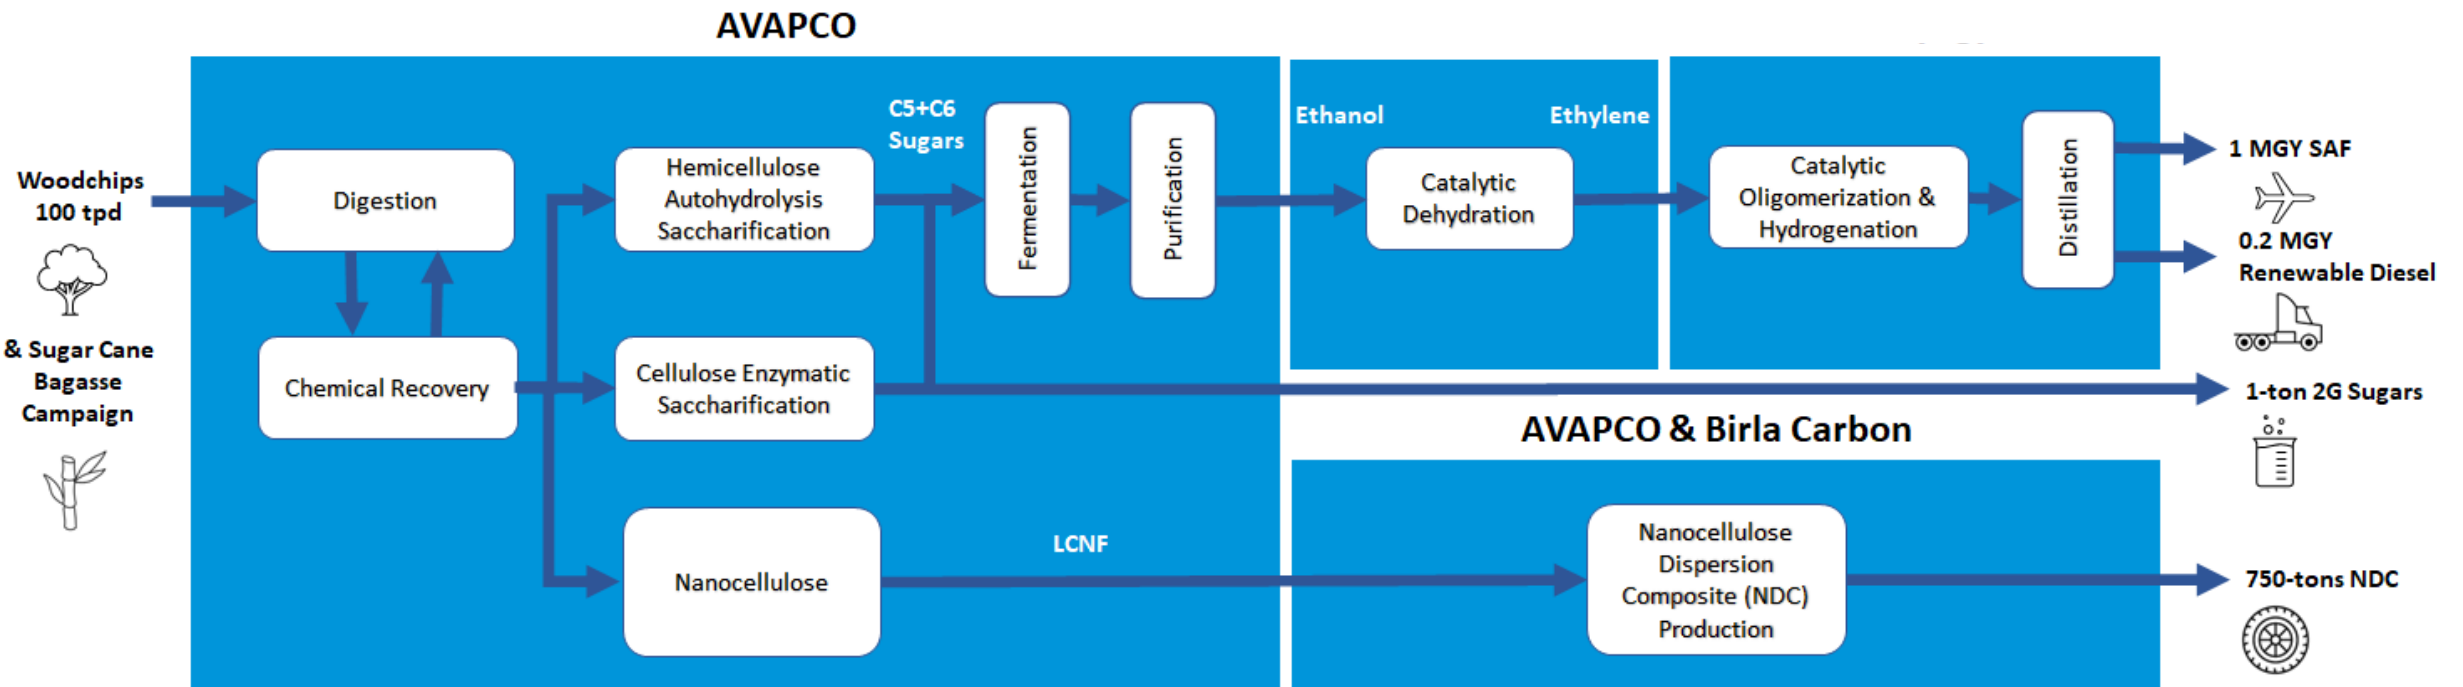 AVAPCO
Woodchips
100 tpd
& Sugar Cane
Bagasse
Campaign
Digestion
Chemical Recovery
Hemicellulose
Autohydrolysis
Saccharification
Cellulose Enzymatic
Saccharification
Nanocellulose
C5+C6
Sugars
Fermentation
Purification
LCNF
Ethanol
Catalytic
Dehydration
Ethylene
Catalytic
Oligomerization &
Hydrogenation
Distillation
1 MGY SAF
0.2 MGY
Renewable Diesel
1-ton 2G Sugars
AVAPCO & Birla Carbon
Nanocellulose
Dispersion
Composite (NDC)
Production
750-tons NDC